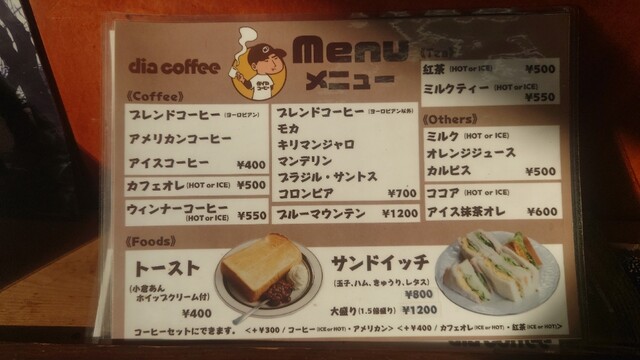 dia coffee
ダイヤ
コーヒー
Menu
メニュー
《Coffee》
ブレンドコーヒー(ヨーロピアン)
アメリカンコーヒー
アイスコーヒー ¥400
カフェオレ(HOT or ICE) ¥500
ウィンナーコーヒー
(HOT or ICE) ¥550
ブレンドコーヒー(ヨーロピアン以外)
モカ
キリマンジャロ
マンデリン
ブラジル・サントス
コロンビア ¥700
ブルーマウンテン ¥1200
《Tea》
紅茶(HOT or ICE) ¥500
ミルクティー(HOT or ICE)
¥550
《Others》
ミルク(HOT or ICE)
オレンジジュース
カルピス ¥500
ココア(HOT or ICE)
アイス抹茶オレ ¥600
《Foods》
トースト
(小倉あん
ホイップクリーム付)
¥400
サンドイッチ
(玉子、ハム、きゅうり、レタス)
¥800
大盛り(1.5倍盛り) ¥1200
コーヒーセットにできます。 <+¥300/コーヒー(ICE or HOT)・アメリカン> <+¥400/カフェオレ(ICE or HOT)・紅茶(ICE or HOT)>